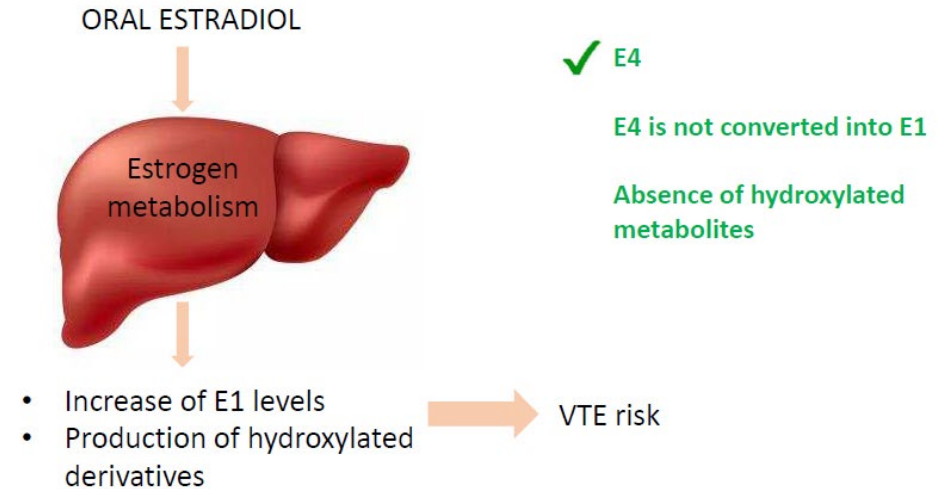 ORAL ESTRADIOL
Estrogen
metabolism
• Increase of E1 levels
• Production of hydroxylated
derivatives
VTE risk
✓ E4
E4 is not converted into E1
Absence of hydroxylated
metabolites